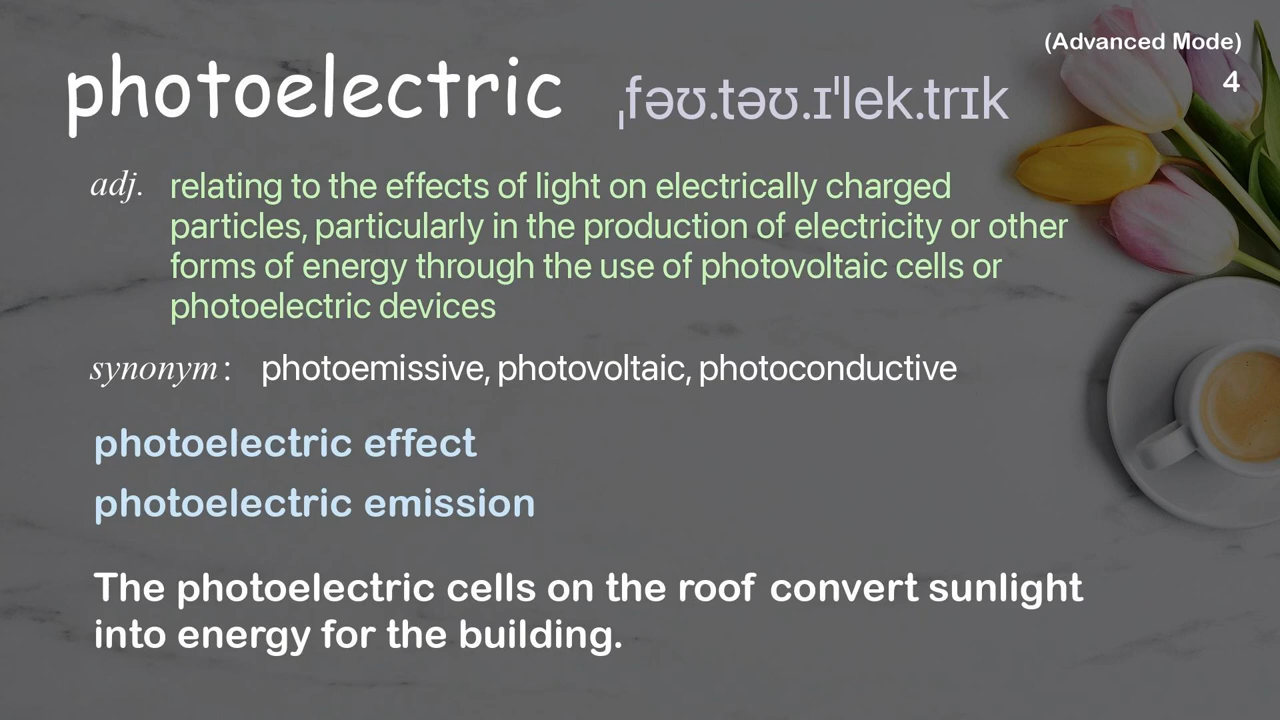 (Advanced Mode)
4
photoelectric ˌfəʊ.təʊ.ɪˈlek.trɪk
adj. relating to the effects of light on electrically charged
particles, particularly in the production of electricity or other
forms of energy through the use of photovoltaic cells or
photoelectric devices
synonym : photoemissive, photovoltaic, photoconductive
photoelectric effect
photoelectric emission
The photoelectric cells on the roof convert sunlight
into energy for the building.